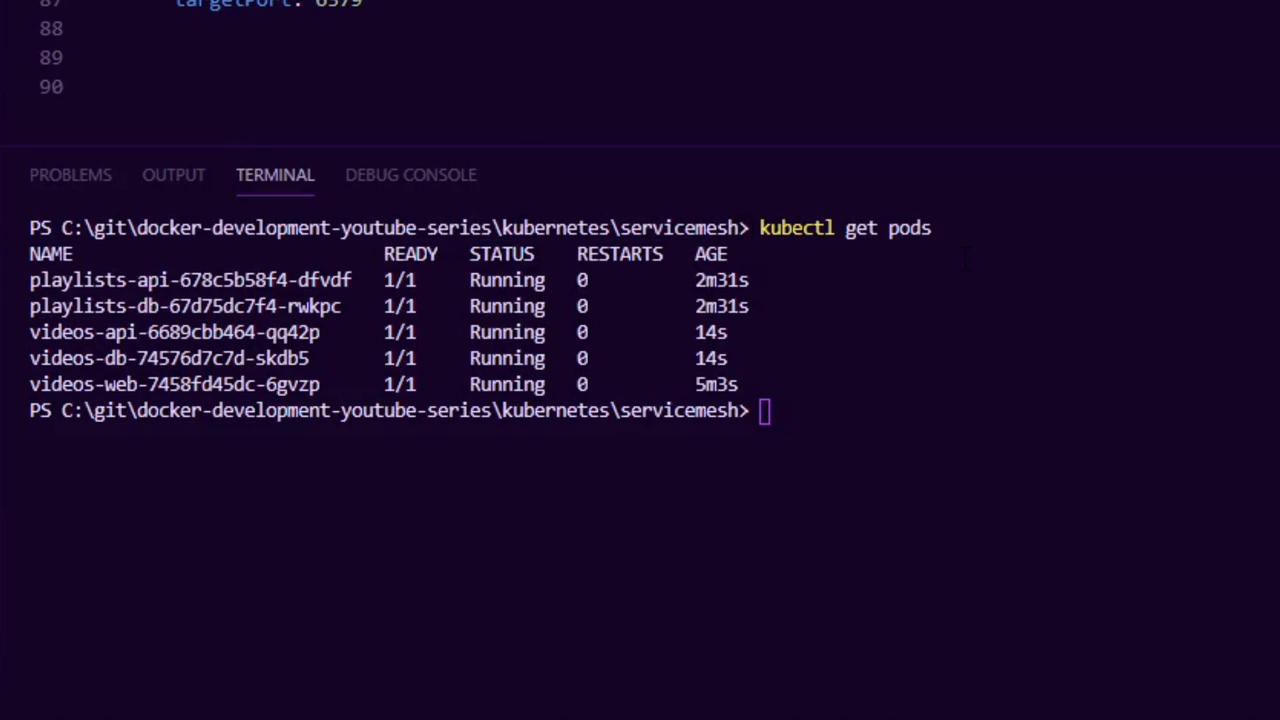 87 targetPort: 6379
88
89
90
PROBLEMS OUTPUT TERMINAL DEBUG CONSOLE
PS C:\git\docker-development-youtube-series\kubernetes\servicemesh> kubectl get pods
NAME READY STATUS RESTARTS AGE
playlists-api-678c5b58f4-dfvdf 1/1 Running 0 2m31s
playlists-db-67d75dc7f4-rwkpc 1/1 Running 0 2m31s
videos-api-6689cbb464-qq42p 1/1 Running 0 14s
videos-db-74576d7c7d-skdb5 1/1 Running 0 14s
videos-web-7458fd45dc-6gvzp 1/1 Running 0 5m3s
PS C:\git\docker-development-youtube-series\kubernetes\servicemesh>